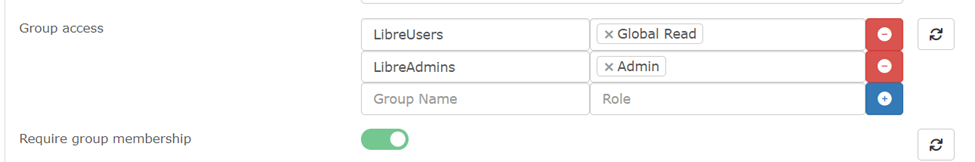 Group access
LibreUsers × Global Read
LibreAdmins × Admin
Group Name Role
Require group membership